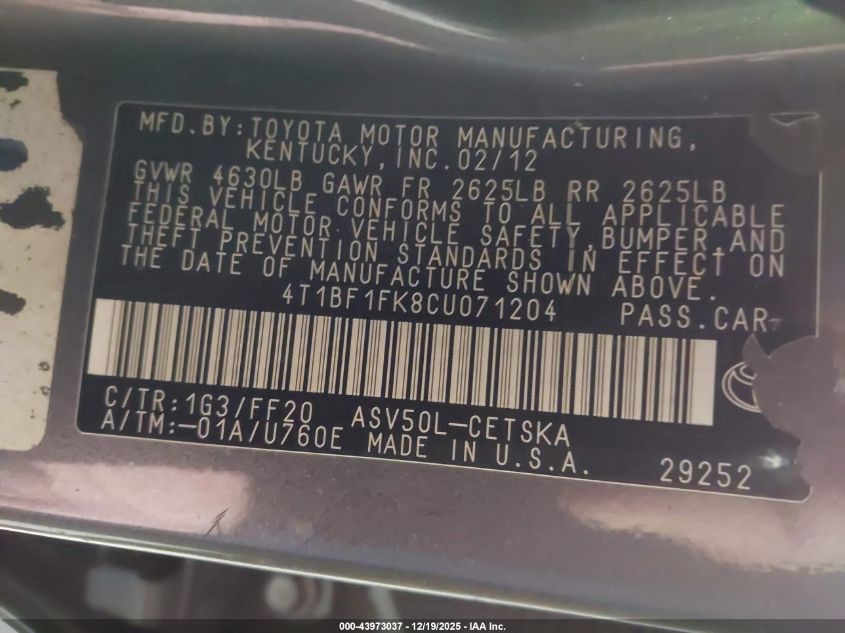 MFD.BY:TOYOTA MOTOR MANUFACTURING,
KENTUCKY,INC.02/12
GVWR 4630LB GAWR FR 2625LB RR 2625LB
THIS VEHICLE CONFORMS TO ALL APPLICABLE
FEDERAL MOTOR VEHICLE SAFETY,BUMPER,AND
THEFT PREVENTION STANDARDS IN EFFECT ON
THE DATE OF MANUFACTURE SHOWN ABOVE.
4T1BF1FK8CU071204 PASS.CAR
C/TR:1G3/FF20 ASV50L-CETSKA
A/TM:-01A/U760E MADE IN U.S.A.
29252
000-43973037 - 12/19/2025 - IAA Inc.